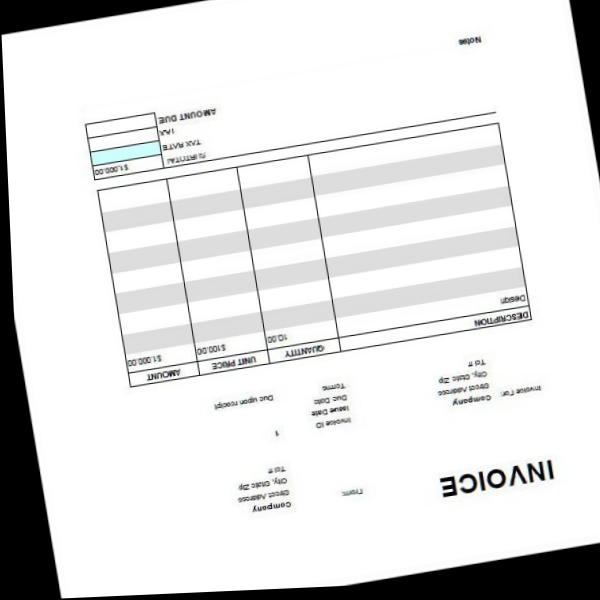 INVOICE
From:
Company
Street Address
City, State Zip
Tel #
Invoice For:
Company
Street Address
City, State Zip
Tel #
Invoice ID
1
Issue Date
Due Date
Terms
Due upon receipt
DESCRIPTION QUANTITY UNIT PRICE AMOUNT
Design 10.00 $100.00 $1,000.00
SUBTOTAL $1,000.00
TAX RATE
TAX
AMOUNT DUE
Notes